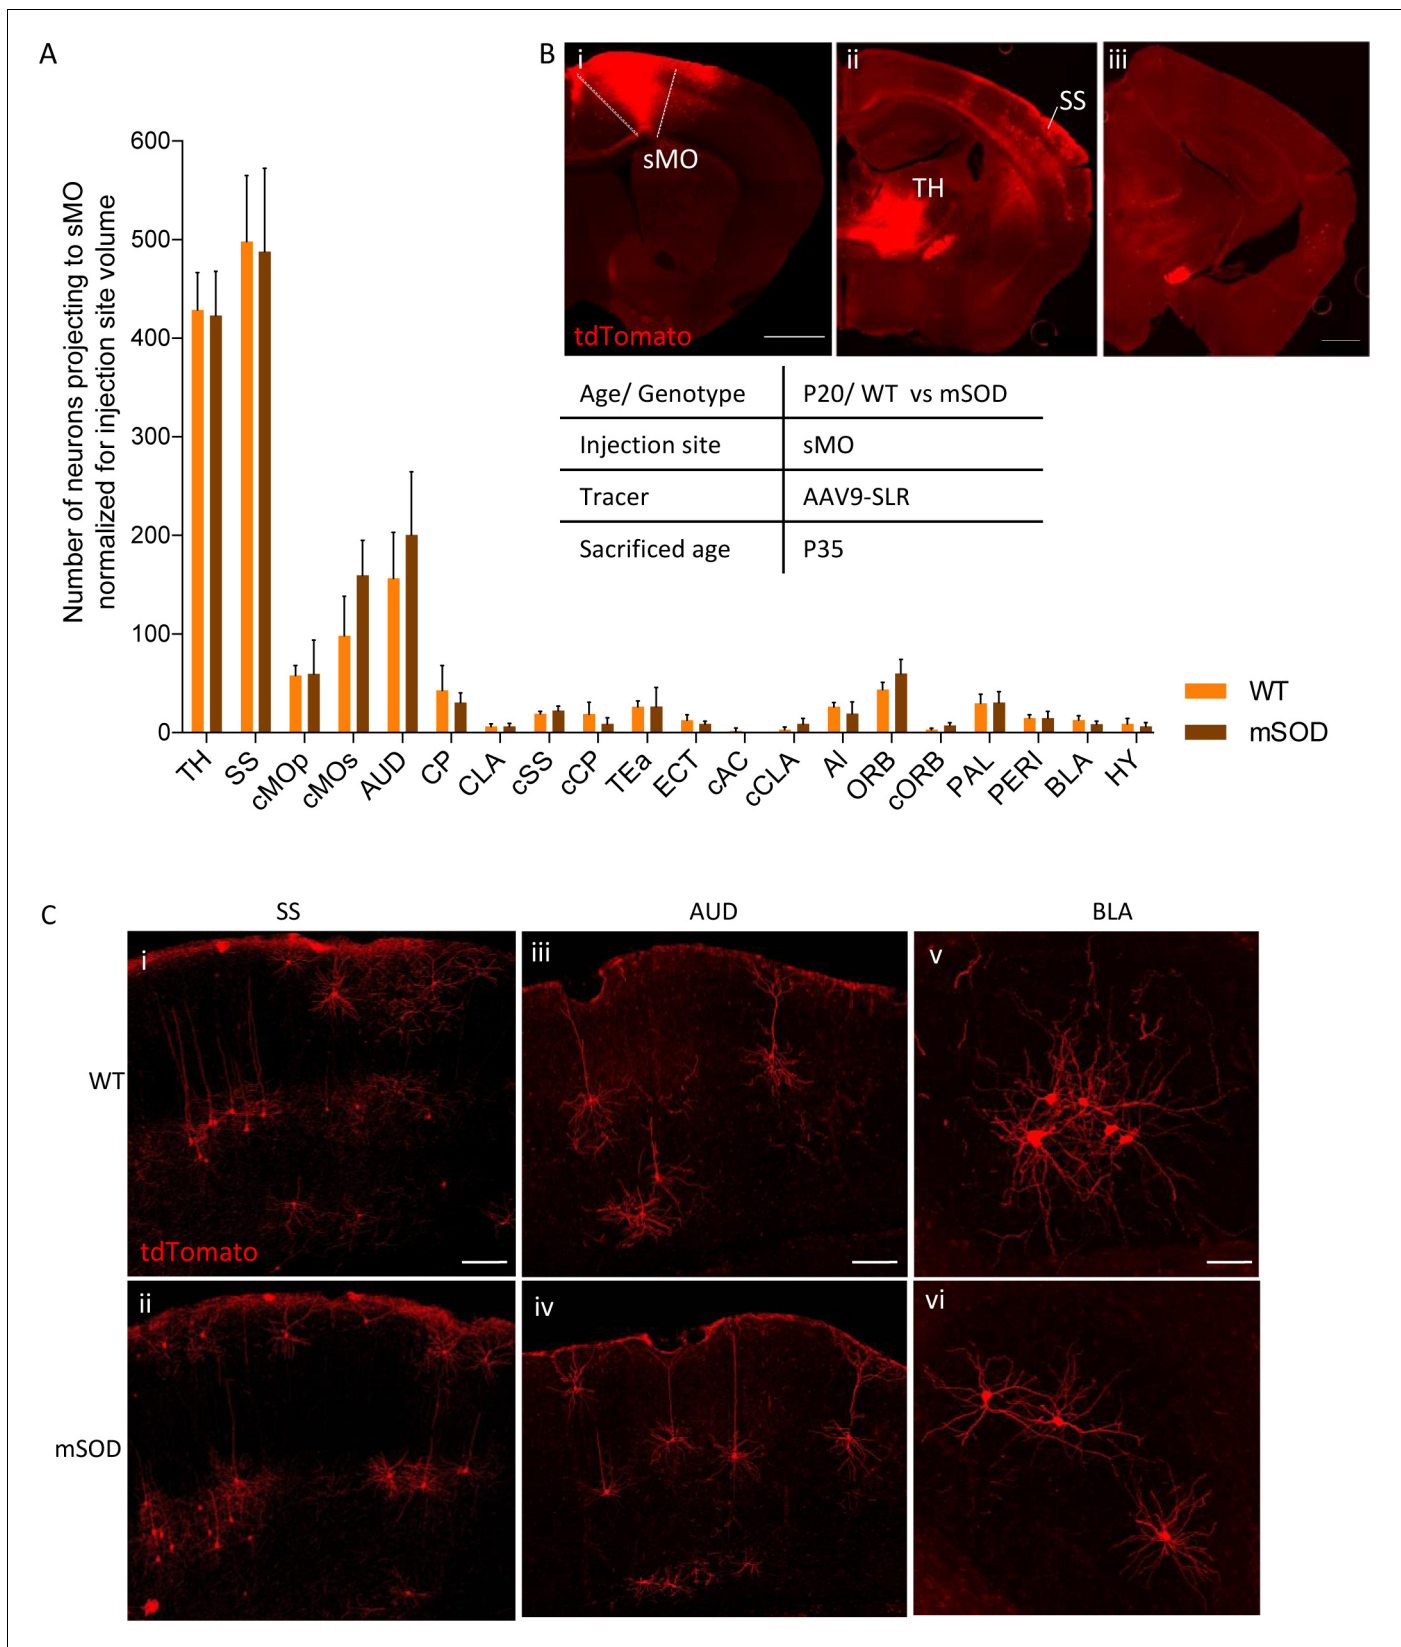 A
Number of neurons projecting to sMO
normalized for injection site volume
600
500
400
300
200
100
0
TH
SS
cMOp
cMOs
AUD
CP
CLA
cSS
cCP
TEa
ECT
cAC
cCLA
AI
ORB
cORB
PAL
PERI
BLA
HY
WT
mSOD
B
i
sMO
tdTomato
ii
SS
TH
iii
Age/ Genotype P20/ WT vs mSOD
Injection site sMO
Tracer AAV9-SLR
Sacrificed age P35
C
SS
AUD
BLA
WT
i
tdTomato
iii
v
mSOD
ii
iv
vi